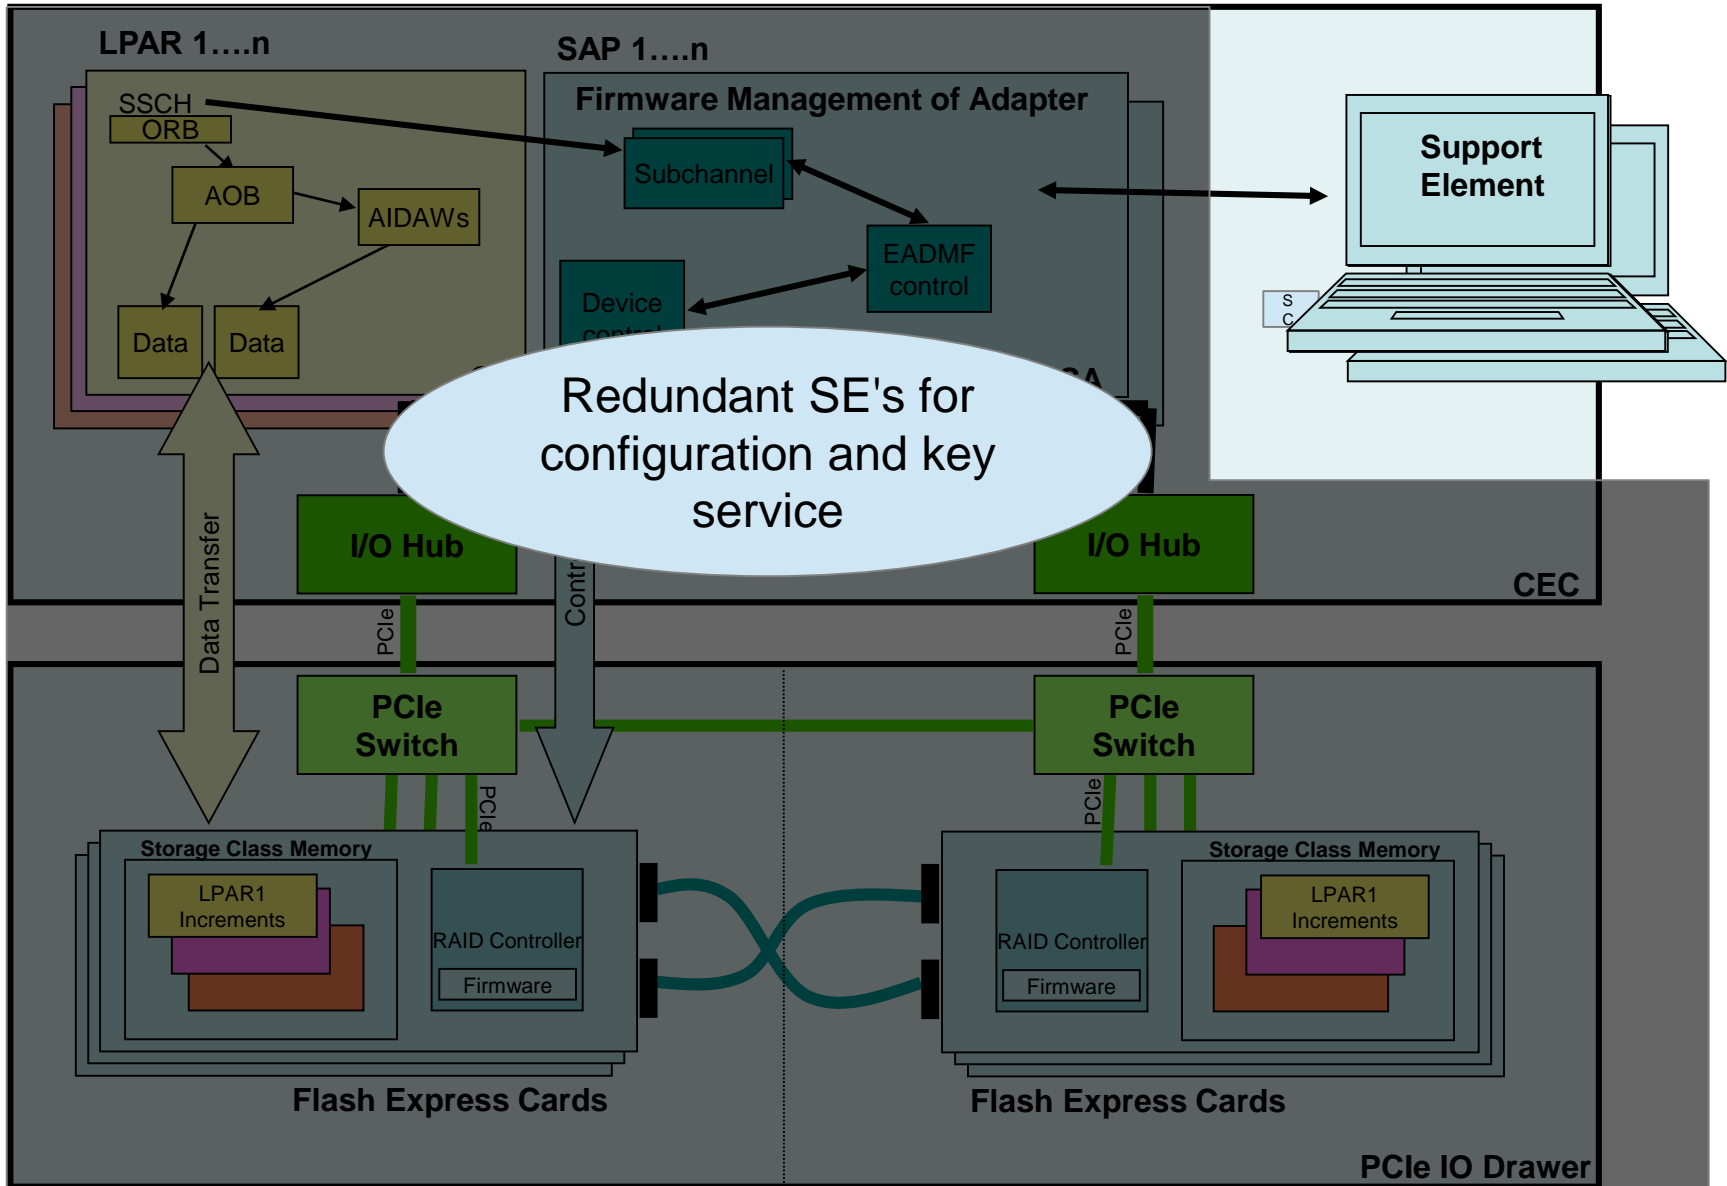 LPAR 1....n
SAP 1....n
SSCH
ORB
AOB
AIDAWs
Data
Data
Firmware Management of Adapter
Subchannel
EADMF
control
Device
control
Support
Element
S
C
Redundant SE's for
configuration and key
service
I/O Hub
I/O Hub
CEC
Data Transfer
PCIe
PCIe
PCIe
Switch
PCIe
Switch
PCIe
PCIe
Storage Class Memory
LPAR1
Increments
RAID Controller
Firmware
Storage Class Memory
LPAR1
Increments
RAID Controller
Firmware
Flash Express Cards
Flash Express Cards
PCIe IO Drawer